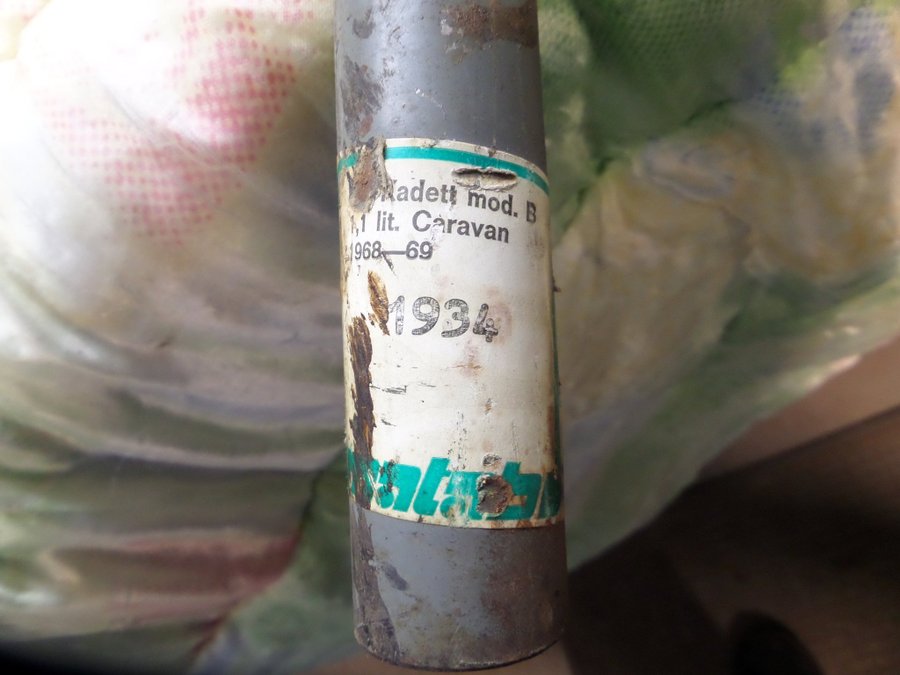 Kadett mod. B
1,1 lit. Caravan
1968—69
1934